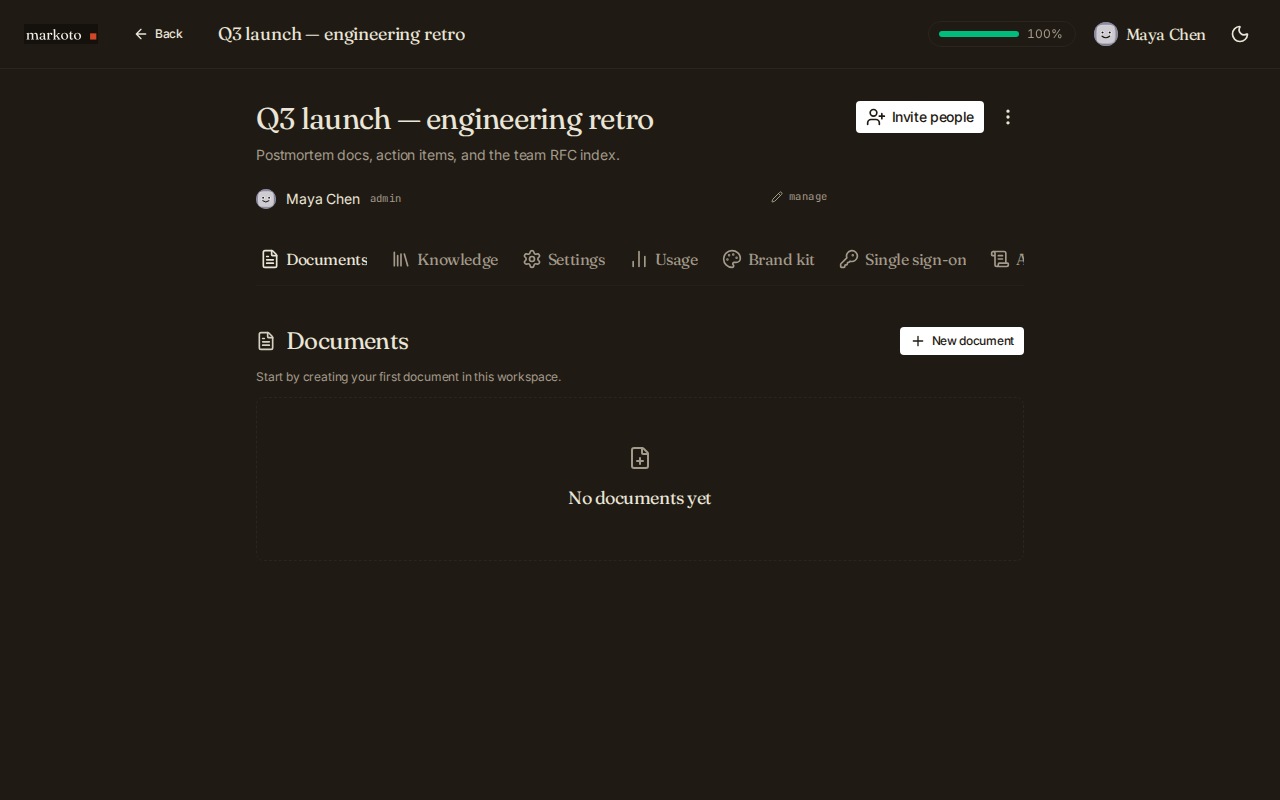 markoto
Back
Q3 launch — engineering retro
100%
Maya Chen
Q3 launch — engineering retro
Invite people
Postmortem docs, action items, and the team RFC index.
Maya Chen admin
manage
Documents Knowledge Settings Usage Brand kit Single sign-on
Documents
New document
Start by creating your first document in this workspace.
No documents yet